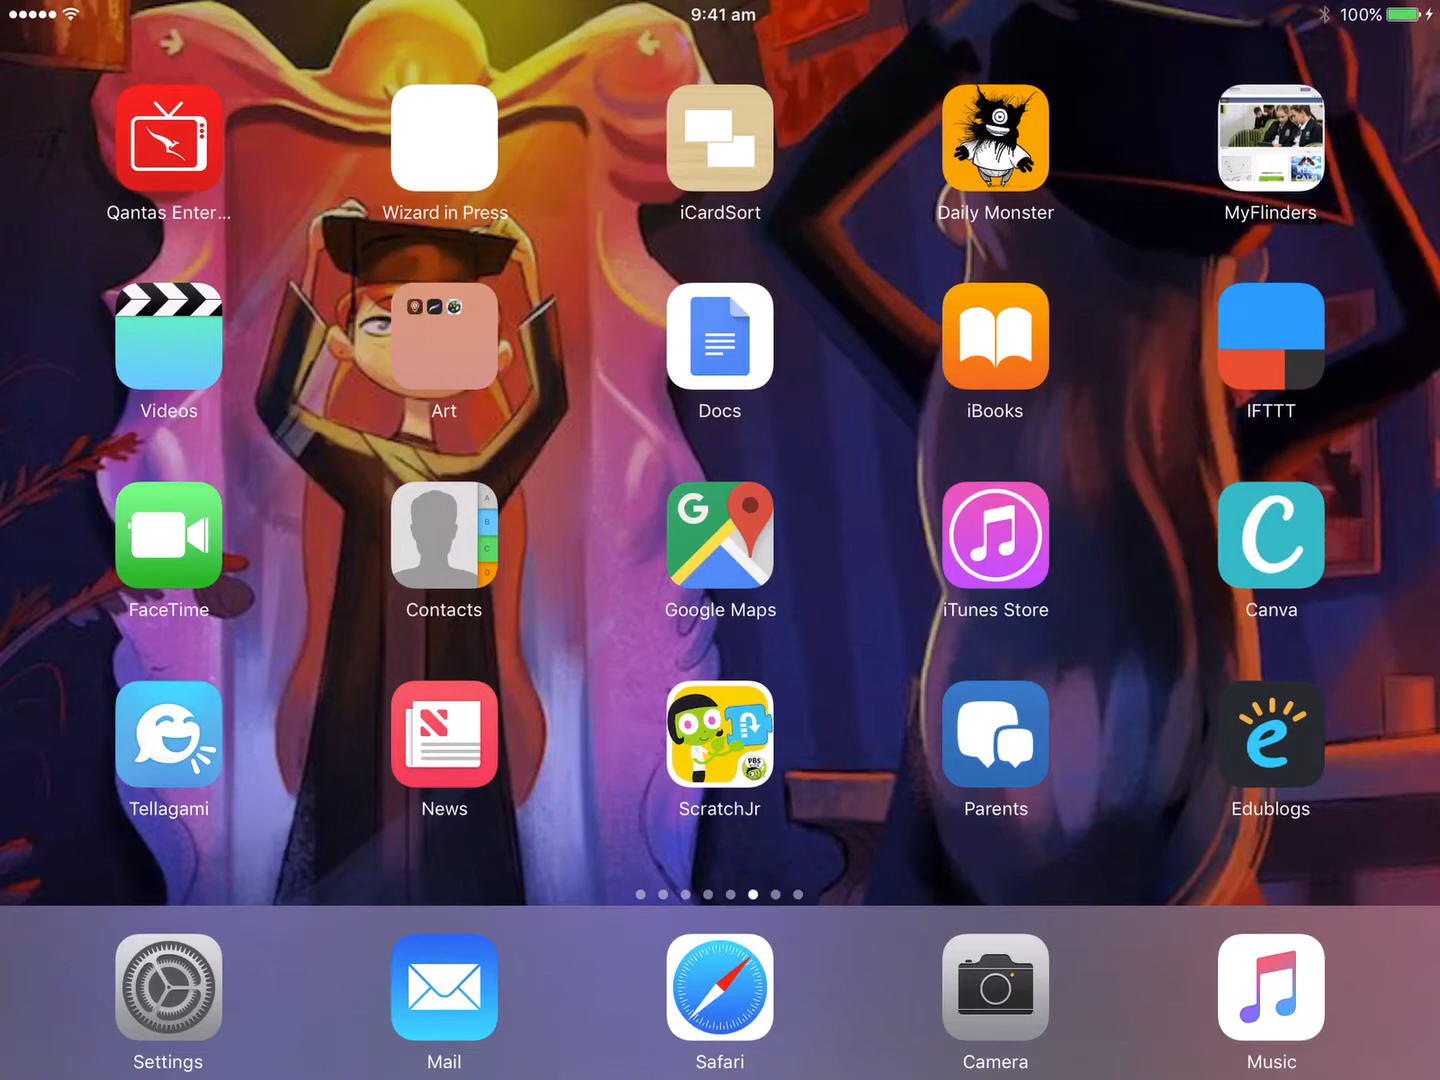 9:41 am
100%
Qantas Enter...
Wizard in Press
iCardSort
Daily Monster
MyFlinders
Videos
Art
Docs
iBooks
IFTTT
A
B
C
D
G
C
FaceTime
Contacts
Google Maps
iTunes Store
Canva
PBS
e
Tellagami
News
ScratchJr
Parents
Edublogs
Settings
Mail
Safari
Camera
Music